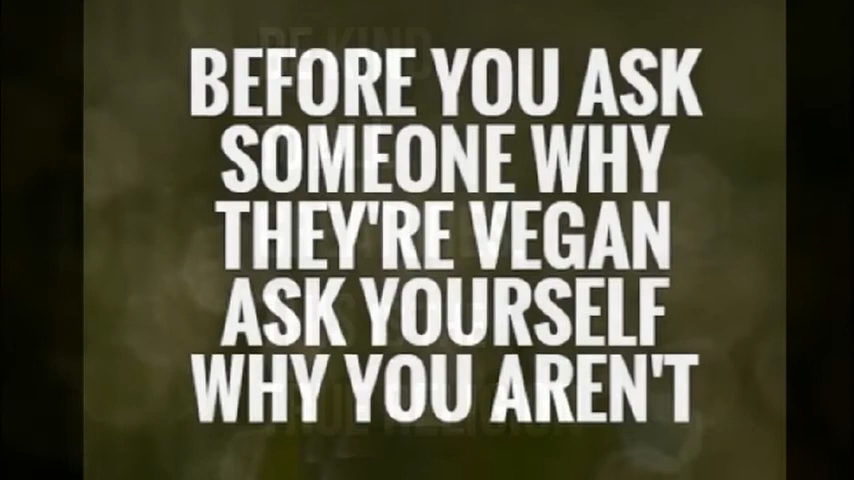 BEFORE YOU ASK
SOMEONE WHY
THEY'RE VEGAN
ASK YOURSELF
WHY YOU AREN'T